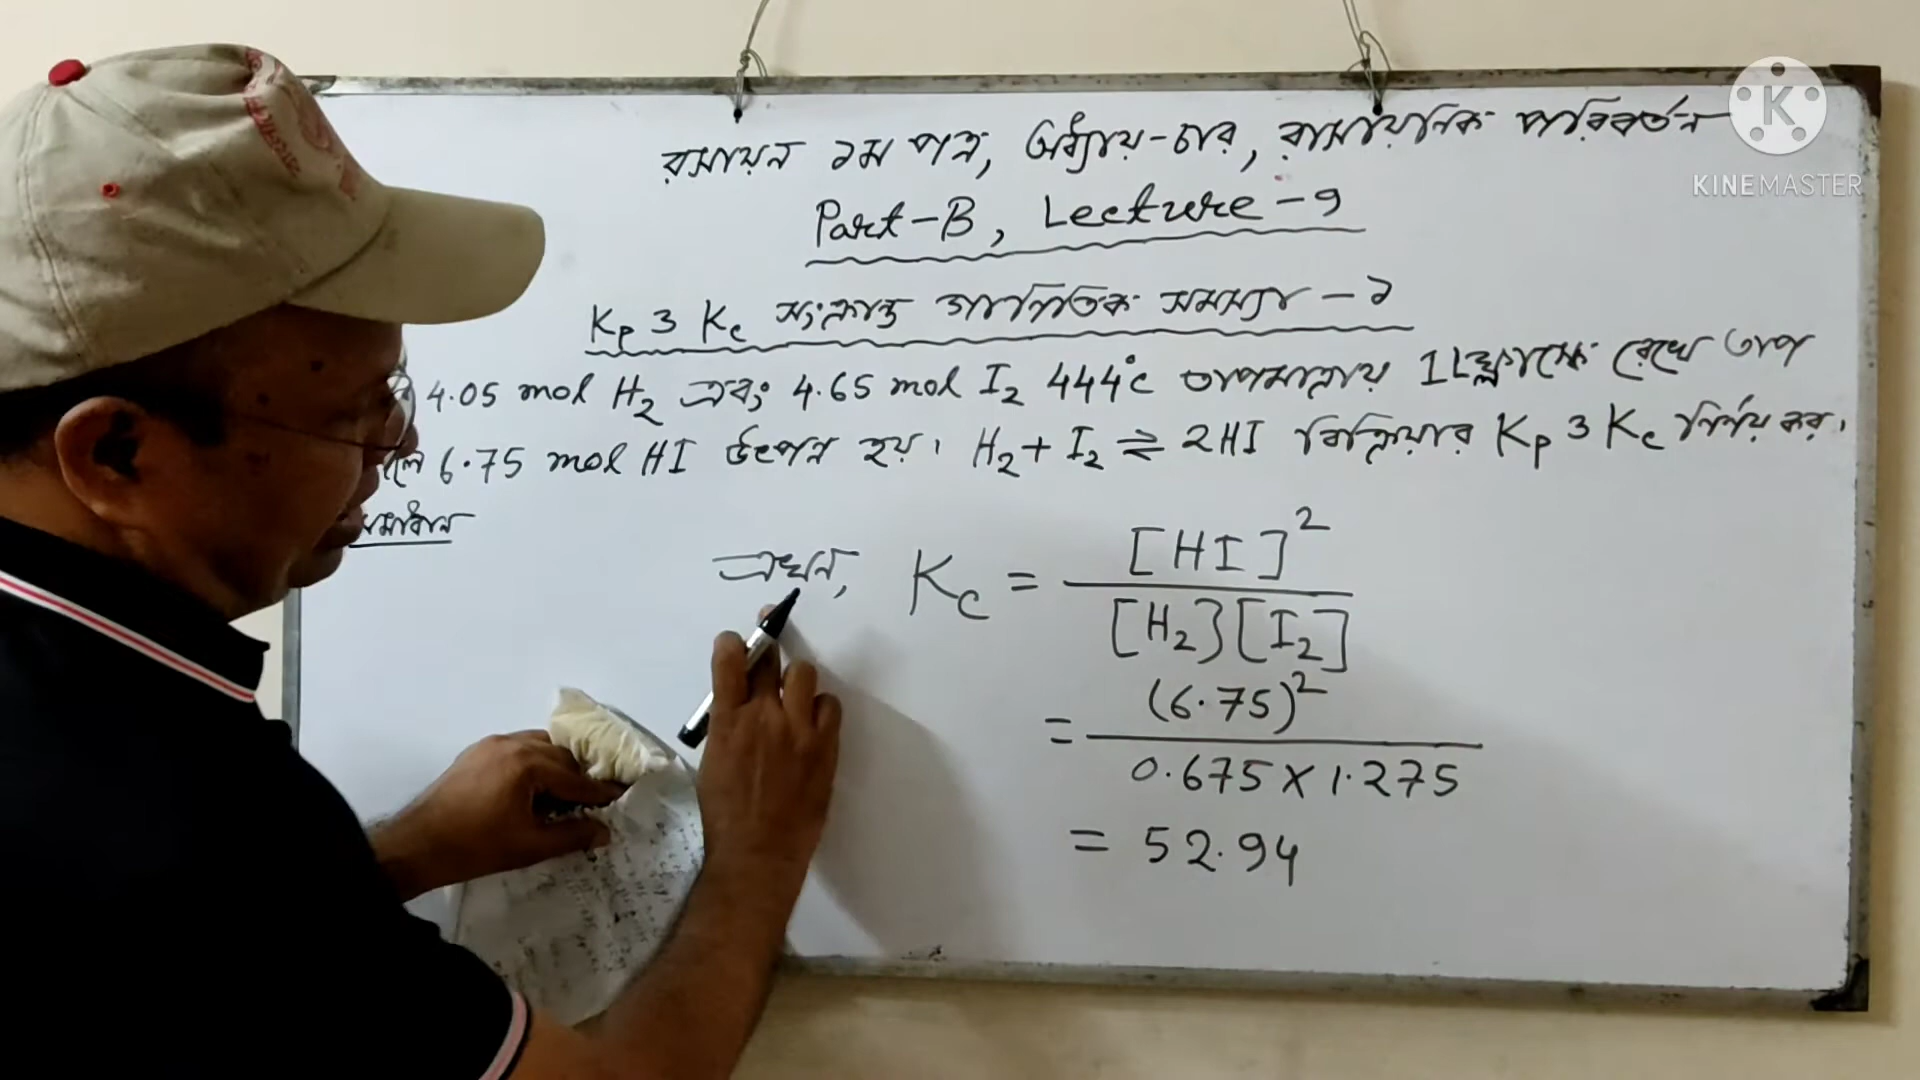 রসায়ন ১ম পত্র, অধ্যায়-চার, রাসায়নিক পরিবর্তন
Part-B, Lecture-9
Kp ও Kc সংক্রান্ত গাণিতিক সমস্যা-১
4.05 mol H₂ এবং 4.65 mol I₂ 444°C তাপমাত্রায় 1L ফ্লাস্কে রেখে তাপ
6.75 mol HI উৎপন্ন হয়। H₂ + I₂ ⇌ 2HI বিক্রিয়ার Kp ও Kc নির্ণয় কর।
সমাধান
এখন, Kc = [HI]² / [H₂][I₂]
= (6.75)² / 0.675 × 1.275
= 52.94
KINEMASTER